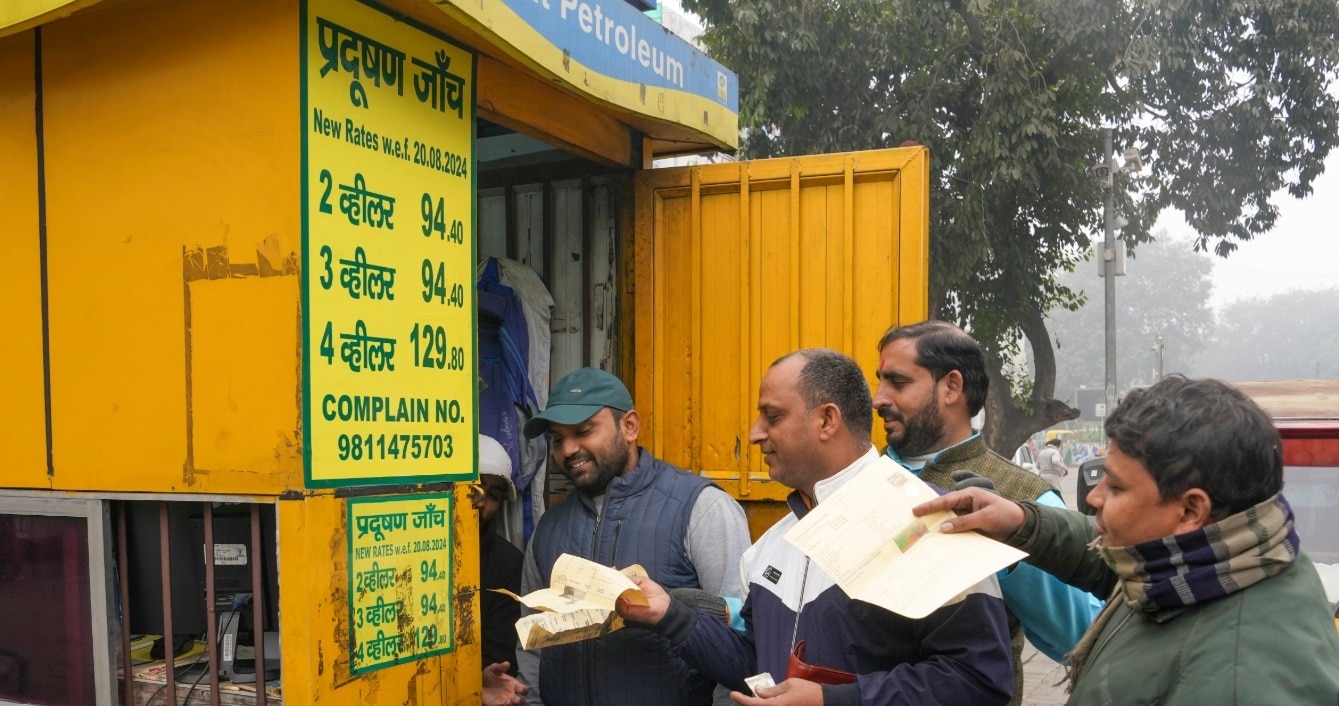 Petroleum
प्रदूषण जाँच
New Rates w.e.f. 20.08.2024
2 व्हीलर 94.40
3 व्हीलर 94.40
4 व्हीलर 129.80
COMPLAIN NO.
9811475703
प्रदूषण जाँच
NEW RATES w.e.f. 20.08.2024
2 व्हीलर 94.40
3 व्हीलर 94.40
4 व्हीलर 129.80